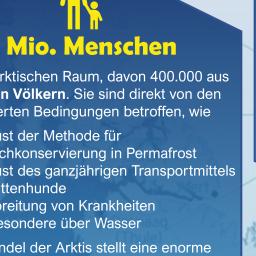 Mio. Menschen
rktischen Raum, davon 400.000 aus
n Völkern. Sie sind direkt von den
erten Bedingungen betroffen, wie
ust der Methode für
chkonservierung in Permafrost
ust des ganzjährigen Transportmittels
ttenhunde
oreitung von Krankheiten
esondere über Wasser
ndel der Arktis stellt eine enorme